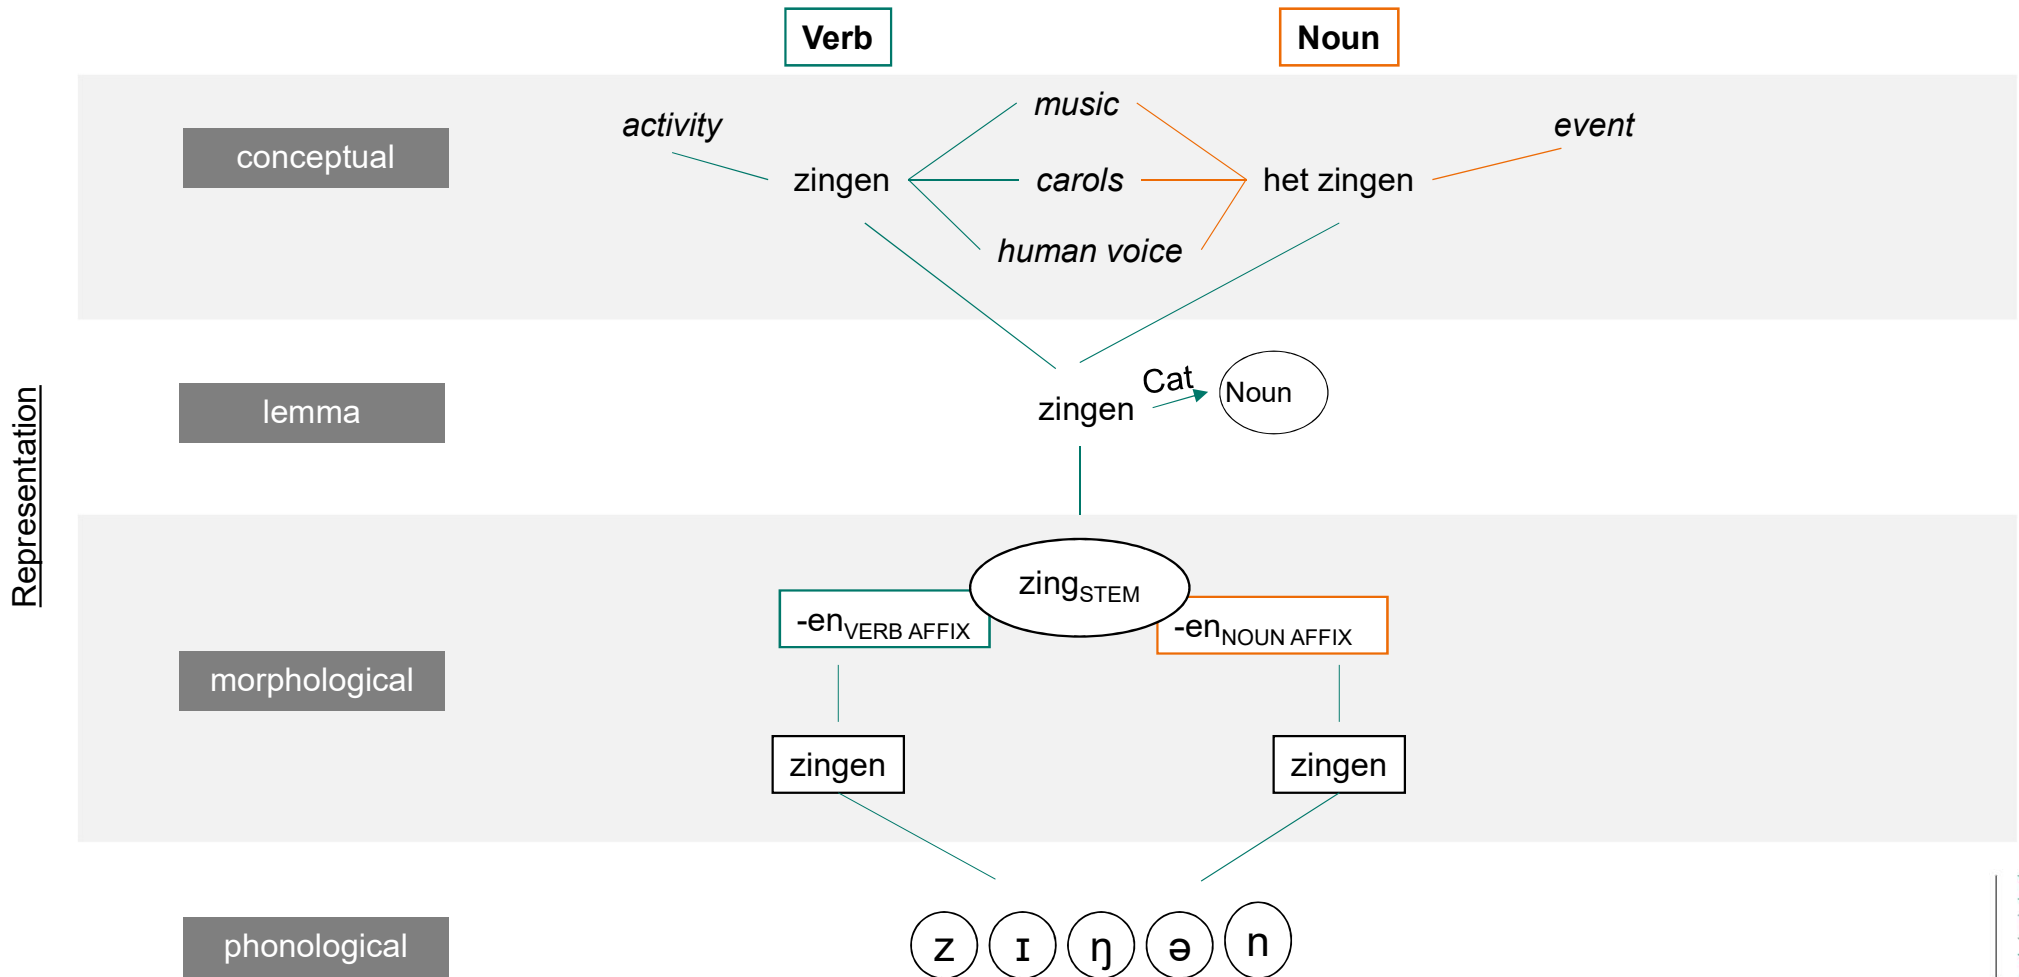 Verb
Noun
music
activity
event
conceptual
zingen
carols
het zingen
human voice
Representation
lemma
zingen
Cat
Noun
zingSTEM
-enVERB AFFIX
-enNOUN AFFIX
morphological
zingen
zingen
phonological
z ɪ ŋ ə n